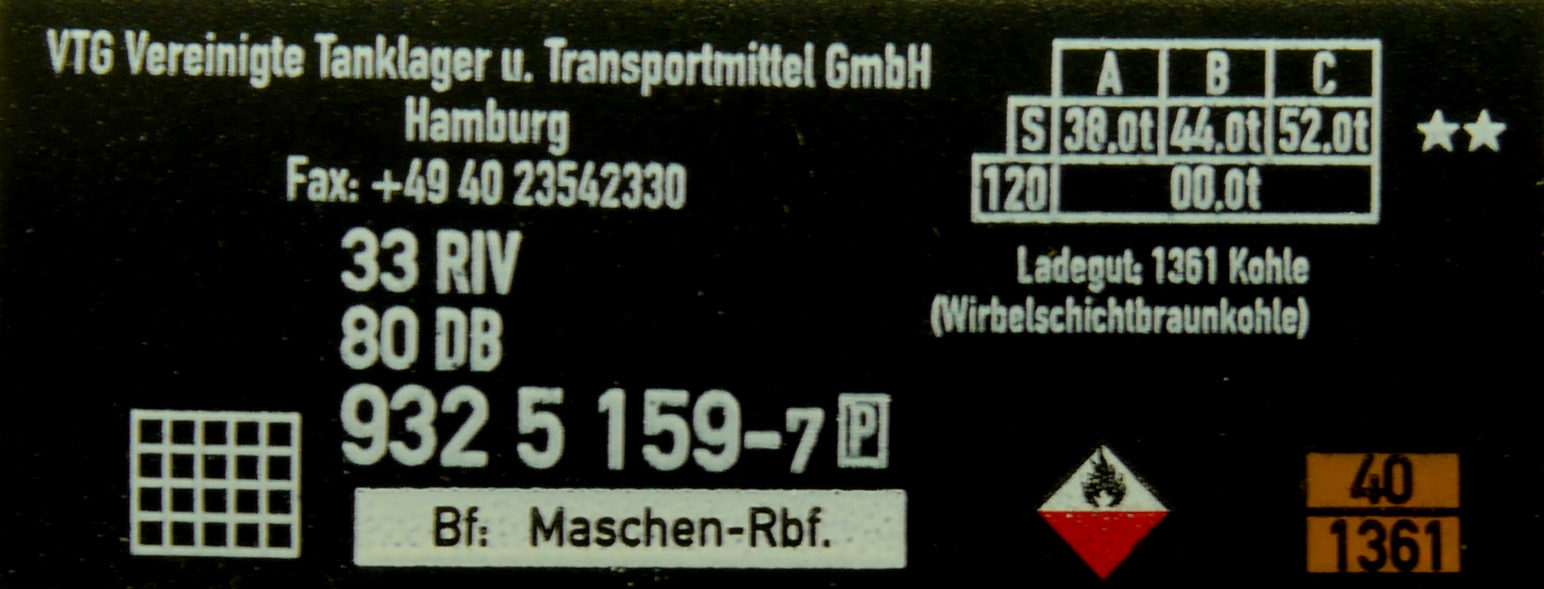 VTG Vereinigte Tanklager u. Transportmittel GmbH
Hamburg
Fax: +49 40 23542330
33 RIV
80 DB
932 5 159-7 P
Bf: Maschen-Rbf.
A B C
S 38.0t 44.0t 52.0t ★★
120 00.0t
Ladegut: 1361 Kohle
(Wirbelschichtbraunkohle)
40
1361